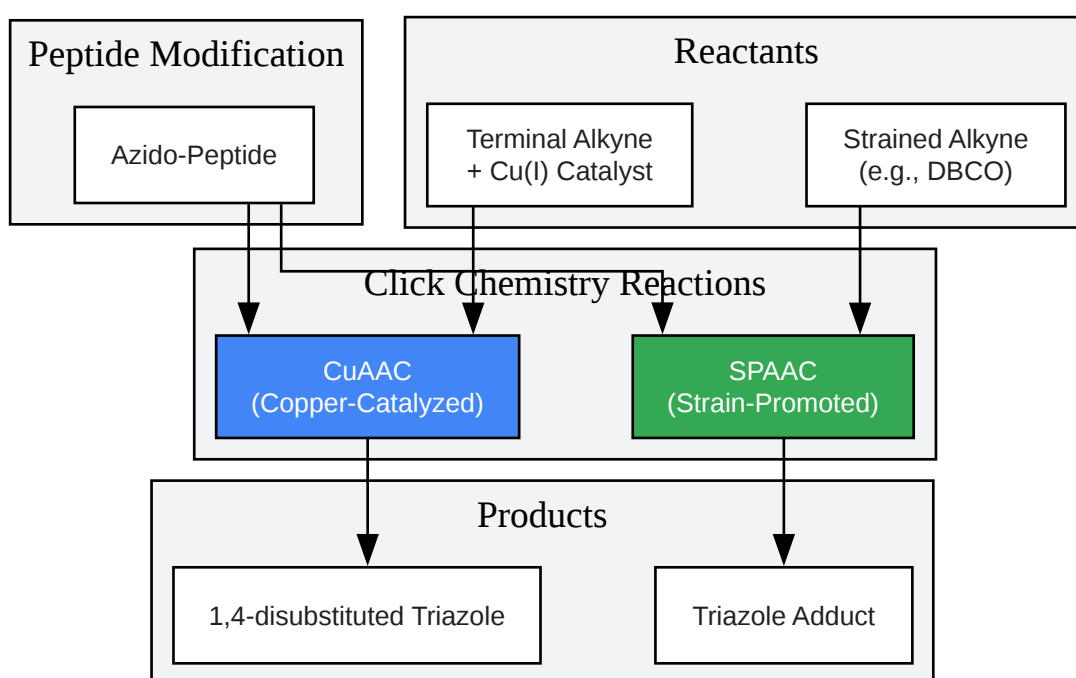 Peptide Modification
Azido-Peptide
Reactants
Terminal Alkyne
+ Cu(I) Catalyst
Strained Alkyne
(e.g., DBCO)
Click Chemistry Reactions
CuAAC
(Copper-Catalyzed)
SPAAC
(Strain-Promoted)
Products
1,4-disubstituted Triazole
Triazole Adduct